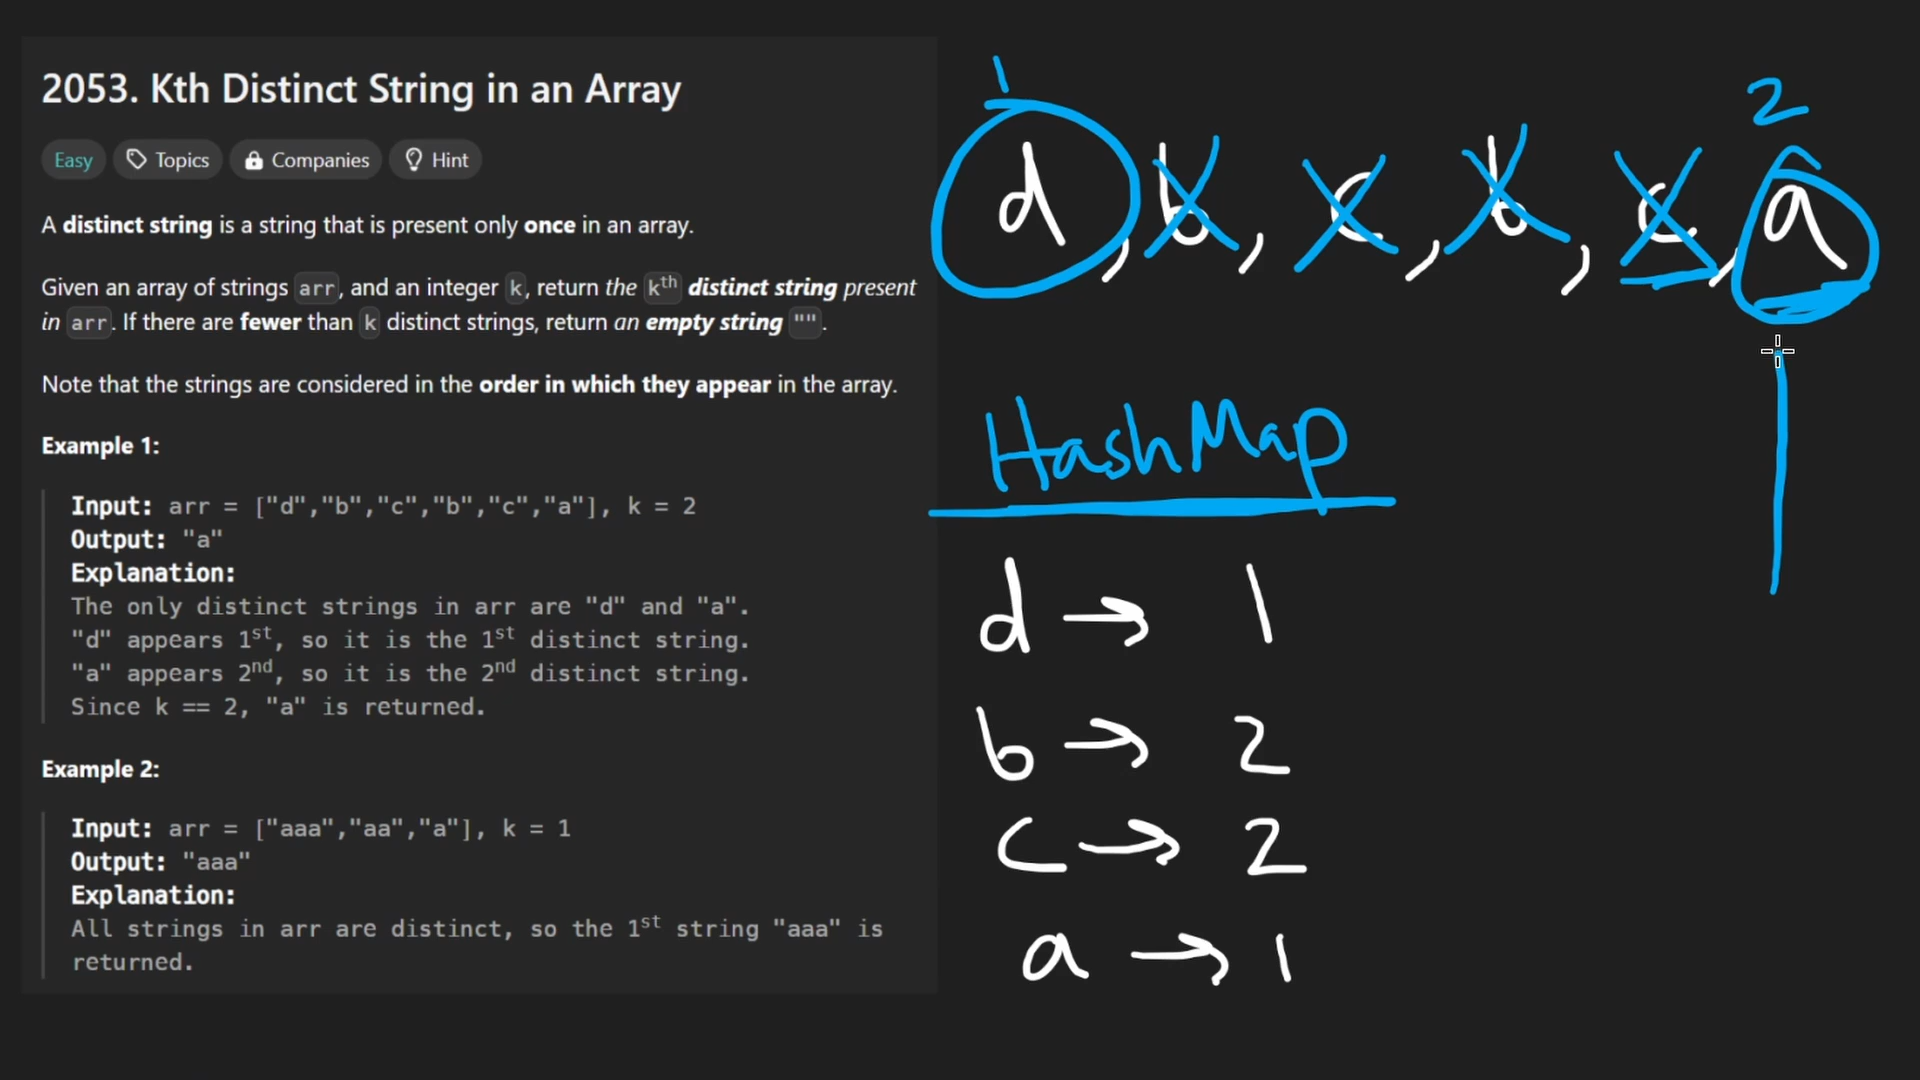 2053. Kth Distinct String in an Array
Easy Topics Companies Hint
A distinct string is a string that is present only once in an array.
Given an array of strings arr, and an integer k, return the kth distinct string present
in arr. If there are fewer than k distinct strings, return an empty string "".
Note that the strings are considered in the order in which they appear in the array.
Example 1:
Input: arr = ["d","b","c","b","c","a"], k = 2
Output: "a"
Explanation:
The only distinct strings in arr are "d" and "a".
"d" appears 1st, so it is the 1st distinct string.
"a" appears 2nd, so it is the 2nd distinct string.
Since k == 2, "a" is returned.
Example 2:
Input: arr = ["aaa","aa","a"], k = 1
Output: "aaa"
Explanation:
All strings in arr are distinct, so the 1st string "aaa" is
returned.
1 2
d, b, c, b, c, a
HashMap
d → 1
b → 2
c → 2
a → 1